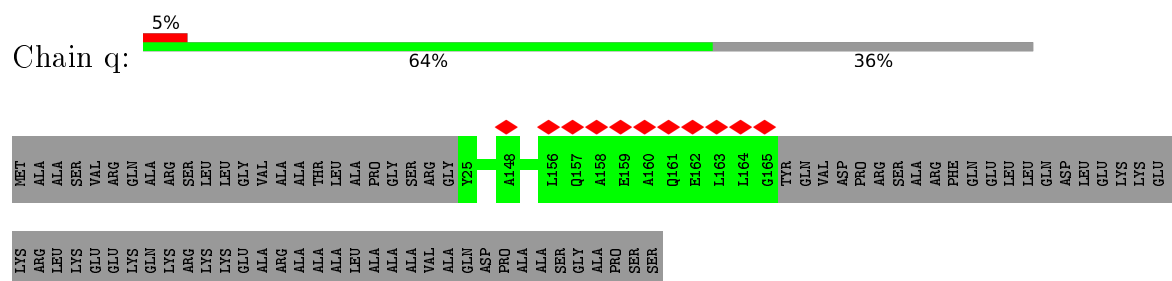 5%
Chain q:
64% 36%
MET ALA ALA SER VAL ARG GLN ALA ARG SER LEU LEU GLY VAL ALA ALA THR LEU ALA PRO GLY SER ARG GLY Y25 A148 L156 Q157 A158 E159 A160 Q161 E162 L163 L164 G165 TYR GLN VAL ASP PRO ARG SER ALA ARG PHE GLN GLU LEU LEU GLN ASP LEU GLU LYS LYS GLU
LYS ARG LEU LYS GLU GLU LYS GLN LYS ARG LYS LYS GLU ALA ARG ALA ALA ALA LEU ALA ALA ALA VAL ALA GLN ASP PRO ALA ALA SER GLY ALA PRO SER SER